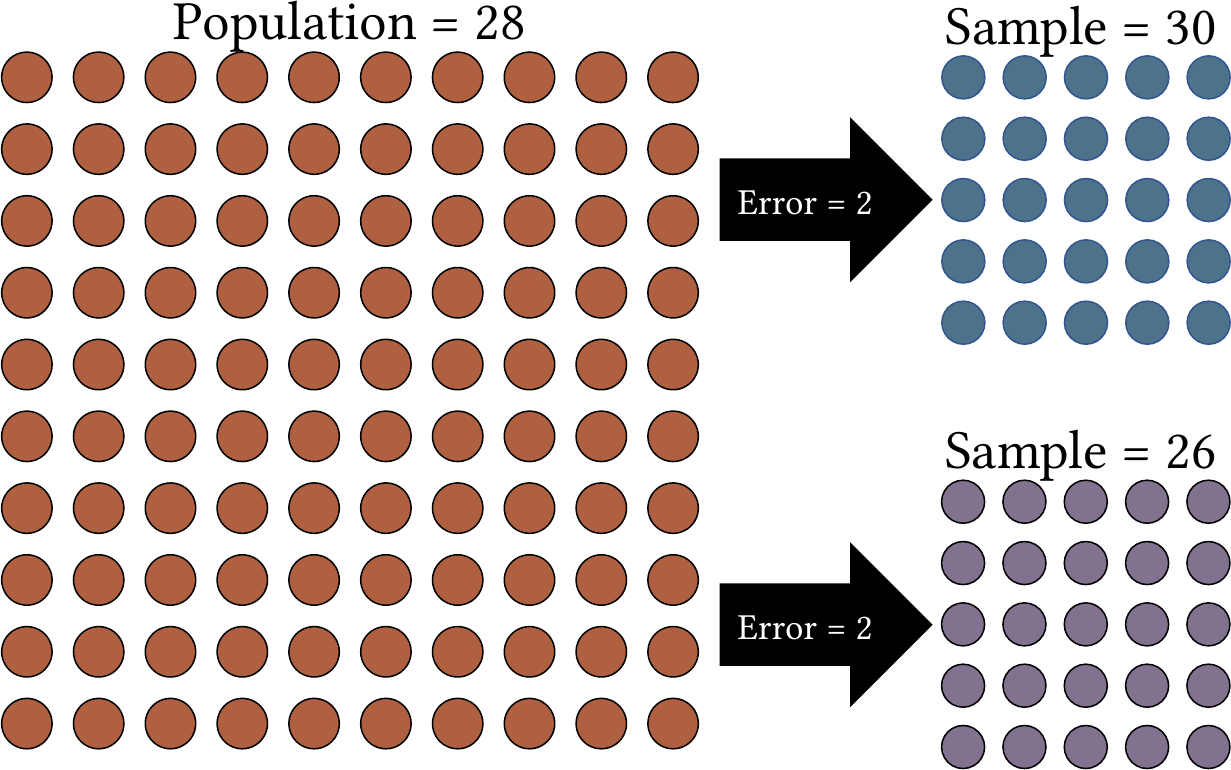 Population = 28
Sample = 30
Error = 2
Sample = 26
Error = 2